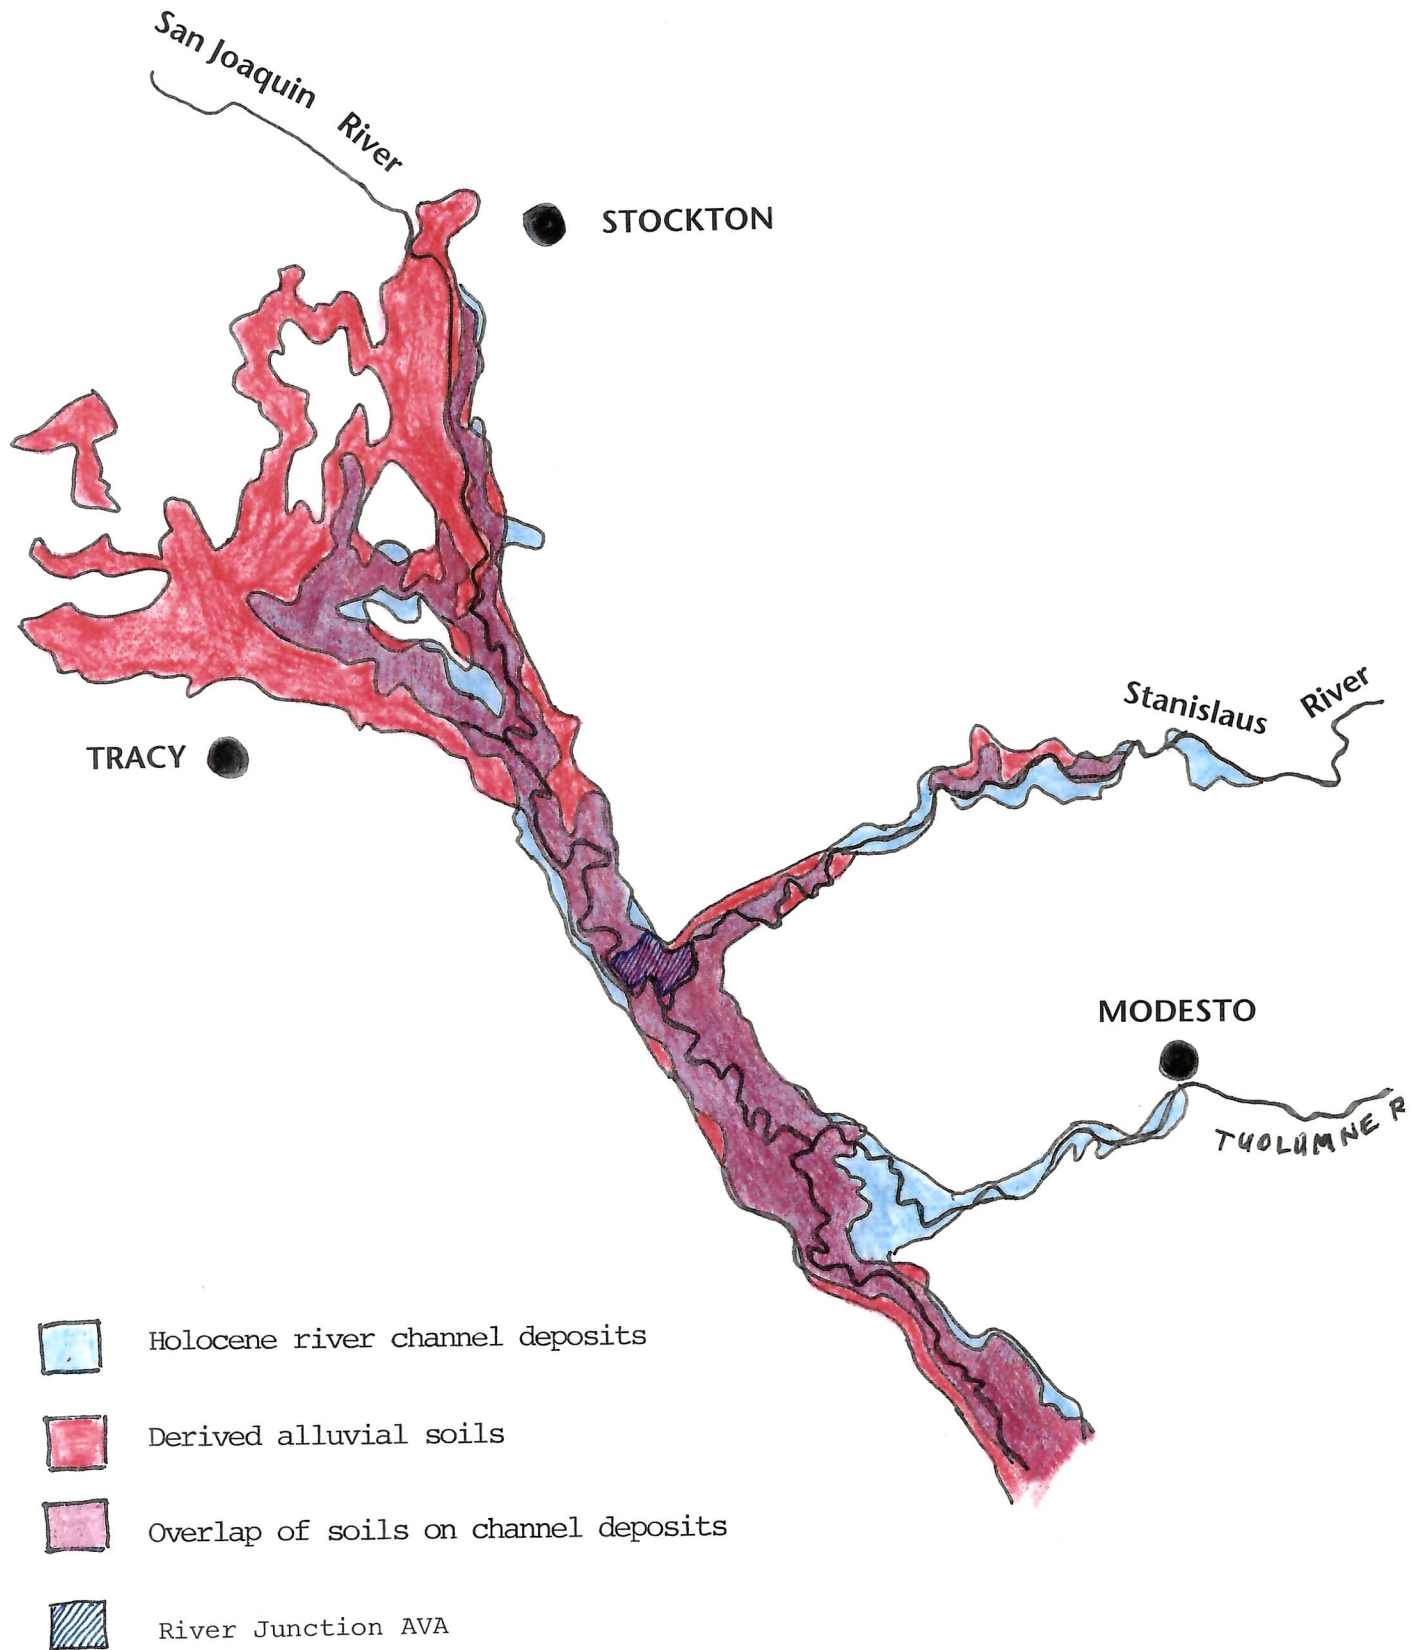 San Joaquin River
STOCKTON
TRACY
Stanislaus River
MODESTO
TUOLUMNE R
Holocene river channel deposits
Derived alluvial soils
Overlap of soils on channel deposits
River Junction AVA